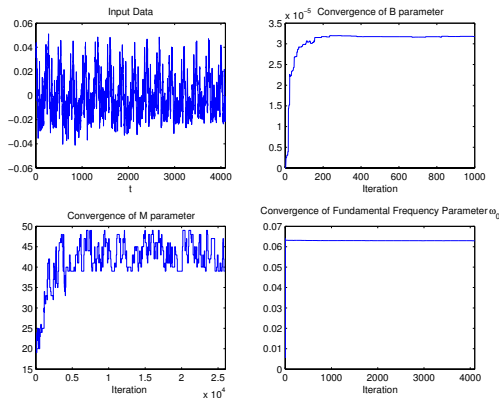 Input Data
0.06
0.04
0.02
0
−0.02
−0.04
0.06
0 1000 2000 3000 4000
t
x 10⁻⁵ Convergence of B parameter
3.5
3
2.5
2
1.5
1
0.5
0
0 200 400 600 800 1000
Iteration
Convergence of M parameter
50
45
40
35
30
25
20
15
0 0.5 1 1.5 2 2.5
Iteration
x 10⁴
Convergence of Fundamental Frequency Parameter ω₀
0.07
0.06
0.05
0.04
0.03
0.02
0.01
0
0 1000 2000 3000 4000
Iteration